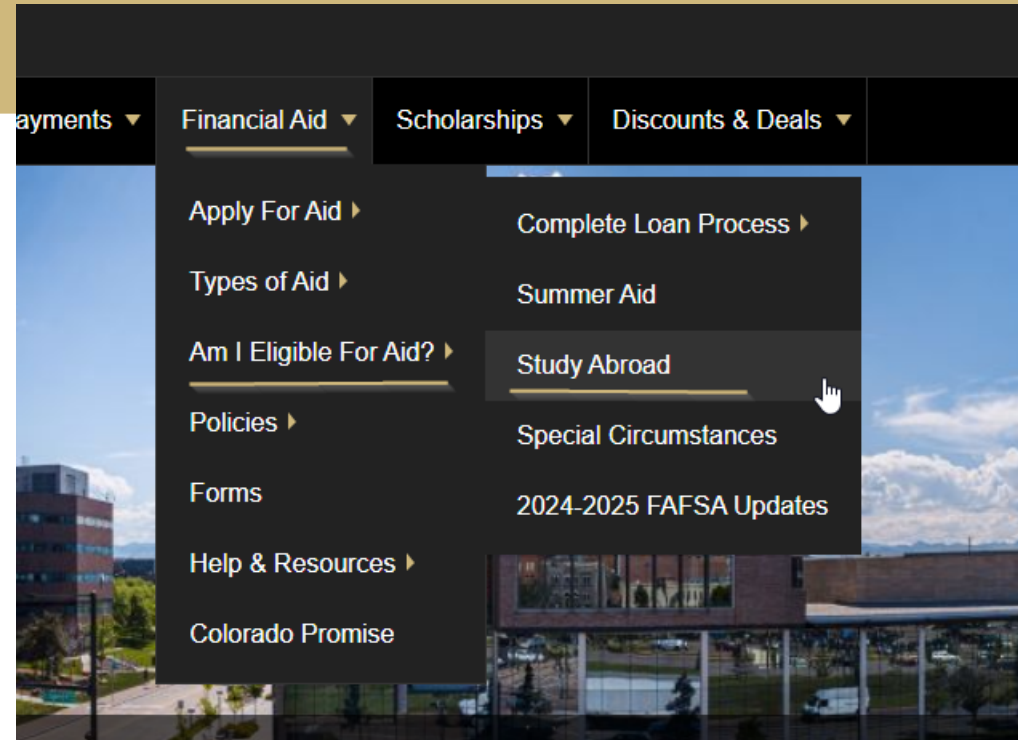 ayments
Financial Aid
Scholarships
Discounts & Deals
Apply For Aid
Types of Aid
Am I Eligible For Aid?
Policies
Forms
Help & Resources
Colorado Promise
Complete Loan Process
Summer Aid
Study Abroad
Special Circumstances
2024-2025 FAFSA Updates